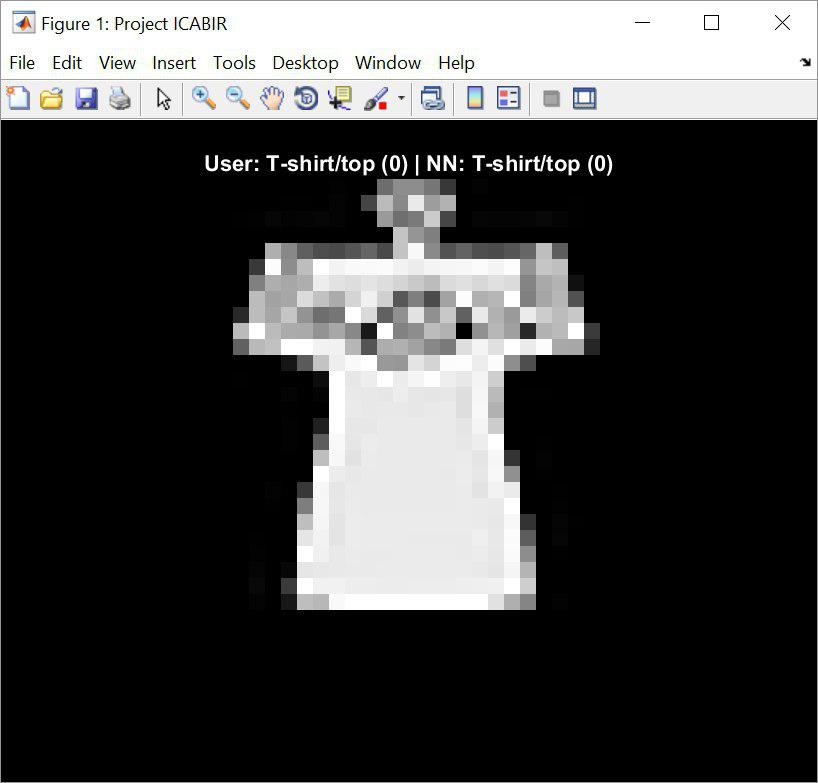 Figure 1: Project ICABIR
File Edit View Insert Tools Desktop Window Help
User: T-shirt/top (0) | NN: T-shirt/top (0)